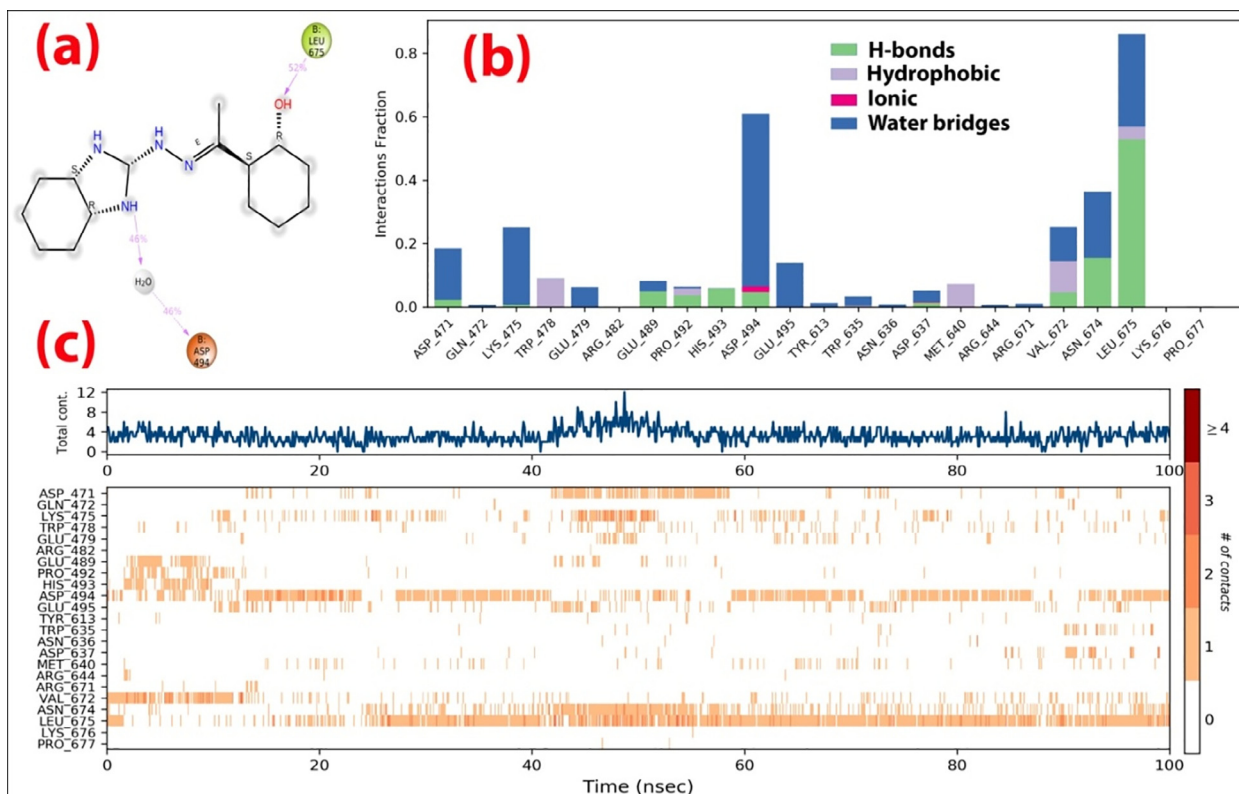 (a)
B:
LEU
675
52%
OH
R
H
N
H
N
E
N
S
S
R
NH
46%
H₂O
46%
B:
ASP
494
(b)
H-bonds
Hydrophobic
Ionic
Water bridges
Interactions Fraction
0.8
0.6
0.4
0.2
0.0
ASP_471
GLN_472
LYS_475
TRP_478
GLU_479
ARG_482
GLU_489
PRO_492
HIS_493
ASP_494
GLU_495
TYR_613
TRP_635
ASN_636
ASP_637
MET_640
ARG_644
ARG_671
VAL_672
ASN_674
LEU_675
LYS_676
PRO_677
(c)
Total cont.
12
8
4
0
0 20 40 60 80 100
ASP_471
GLN_472
LYS_475
TRP_478
GLU_479
ARG_482
GLU_489
PRO_492
HIS_493
ASP_494
GLU_495
TYR_613
TRP_635
ASN_636
ASP_637
MET_640
ARG_644
ARG_671
VAL_672
ASN_674
LEU_675
LYS_676
PRO_677
0 20 40 60 80 100
Time (nsec)
≥ 4
3
2
1
0
# of contacts